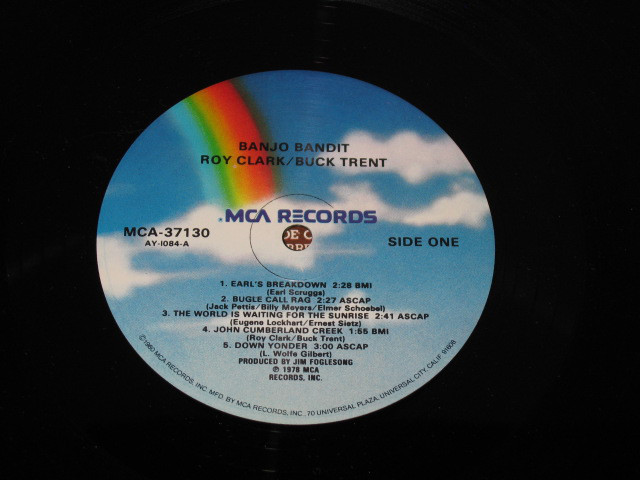 BANJO BANDIT
ROY CLARK/BUCK TRENT
MCA RECORDS
MCA-37130
AY-1084-A
SIDE ONE
1. EARL'S BREAKDOWN 2:28 BMI
(Earl Scruggs)
2. BUGLE CALL RAG 2:27 ASCAP
(Jack Pettis/Billy Meyers/Elmer Schoebel)
3. THE WORLD IS WAITING FOR THE SUNRISE 2:41 ASCAP
(Eugene Lockhart/Ernest Sietz)
4. JOHN CUMBERLAND CREEK 1:55 BMI
(Roy Clark/Buck Trent)
5. DOWN YONDER 3:00 ASCAP
(L. Wolfe Gilbert)
PRODUCED BY JIM FOGLESONG
℗ 1978 MCA
RECORDS, INC.
©1980 MCA RECORDS, INC. MFD BY MCA RECORDS, INC., 70 UNIVERSAL PLAZA, UNIVERSAL CITY, CALIF. 91608